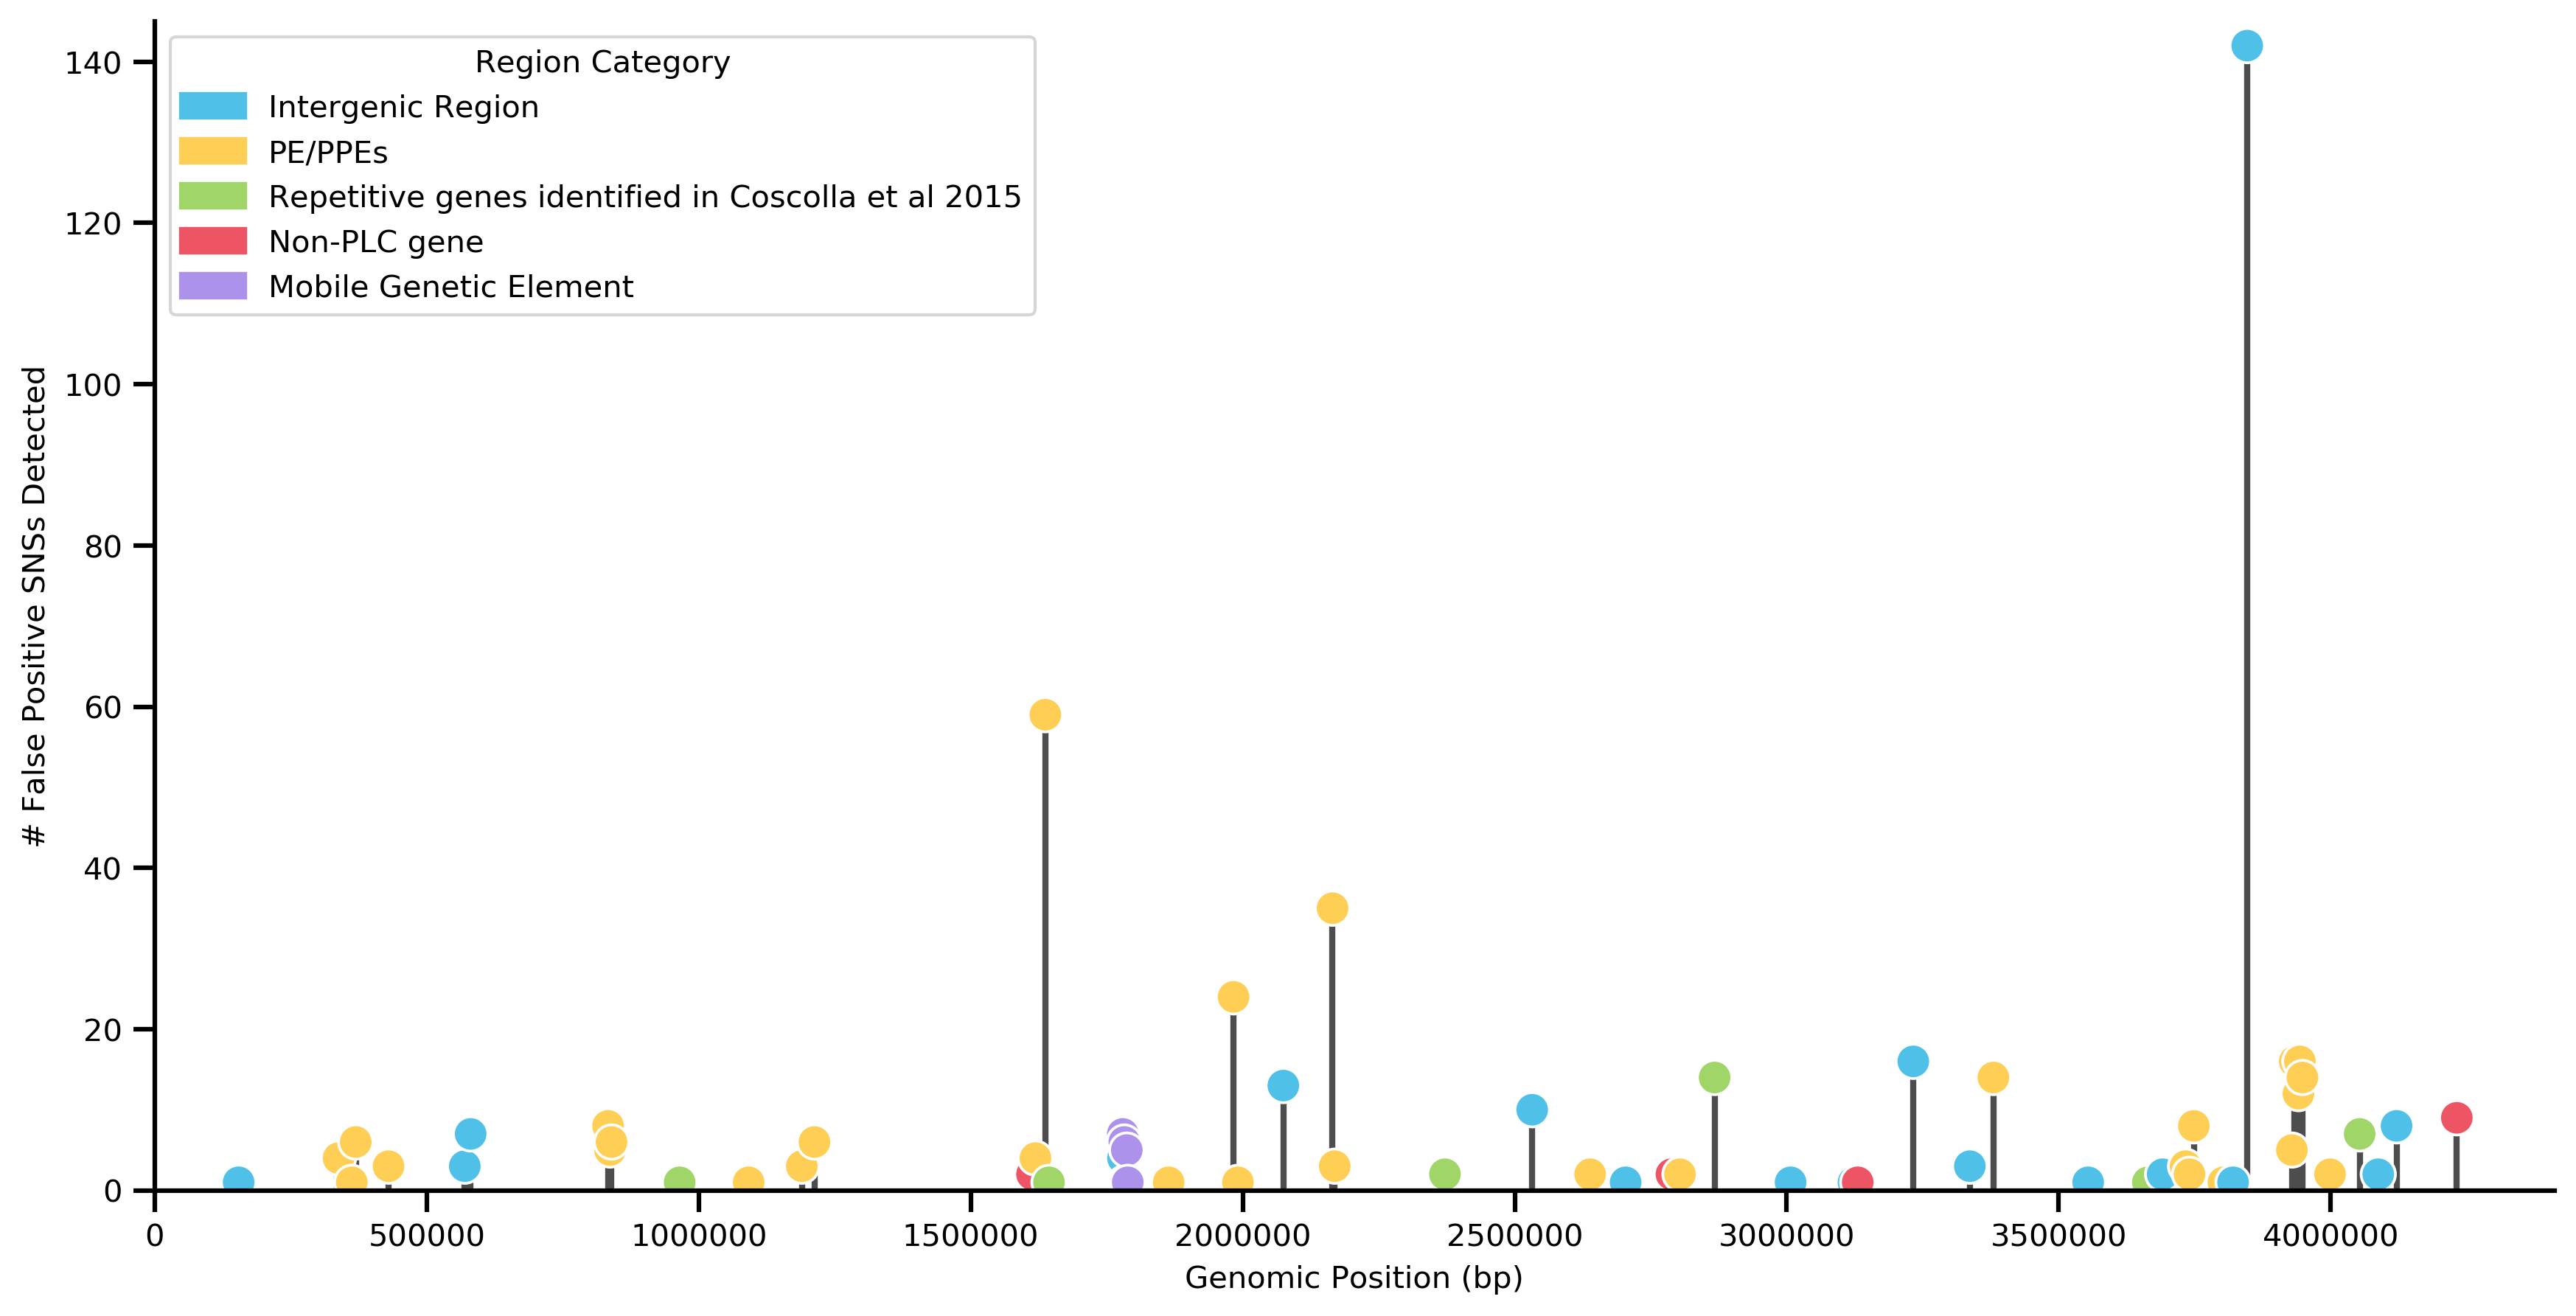 Region Category
Intergenic Region
PE/PPEs
Repetitive genes identified in Coscolla et al 2015
Non-PLC gene
Mobile Genetic Element
# False Positive SNSs Detected
140
120
100
80
60
40
20
0
0 500000 1000000 1500000 2000000 2500000 3000000 3500000 4000000
Genomic Position (bp)